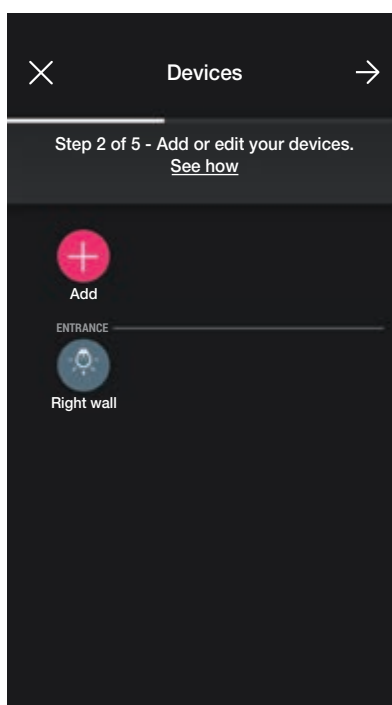 Devices
Step 2 of 5 - Add or edit your devices.
See how
Add
ENTRANCE
Right wall